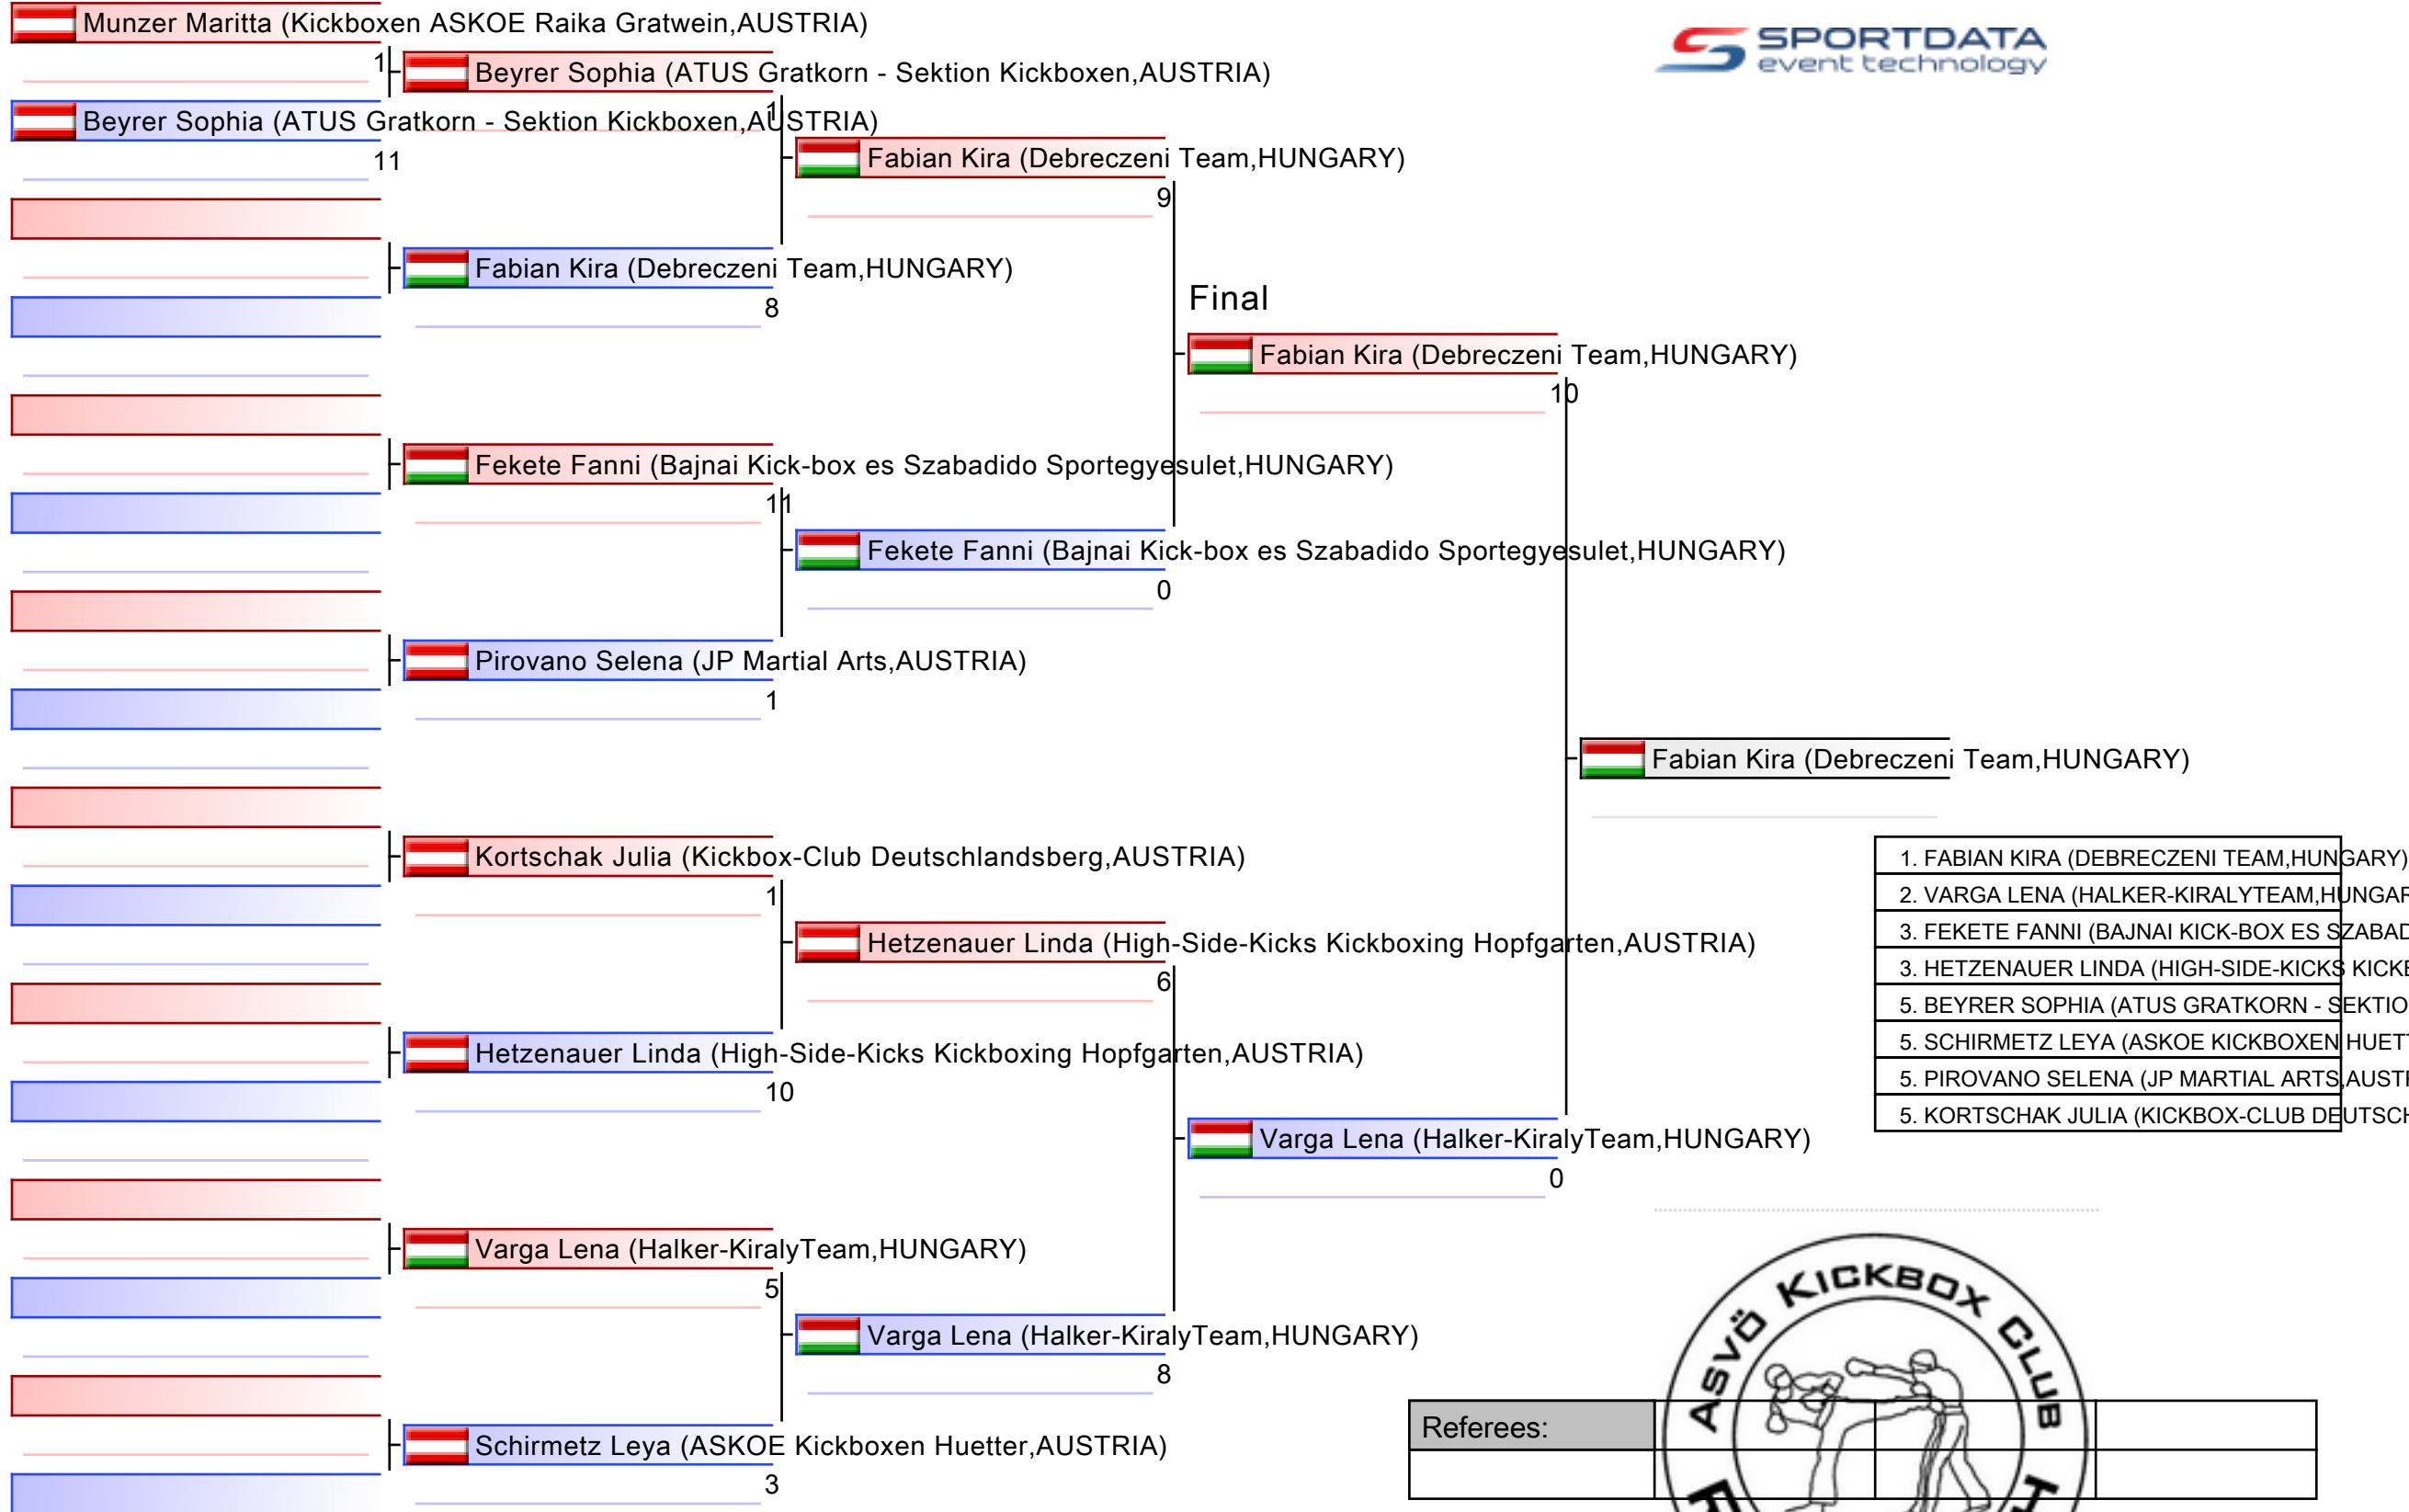 Munzer Maritta (Kickboxen ASKOE Raika Gratwein,AUSTRIA)
1
Beyrer Sophia (ATUS Gratkorn - Sektion Kickboxen,AUSTRIA)
11
Beyrer Sophia (ATUS Gratkorn - Sektion Kickboxen,AUSTRIA)
1
Fabian Kira (Debreczeni Team,HUNGARY)
8
Fekete Fanni (Bajnai Kick-box es Szabadido Sportegyesulet,HUNGARY)
11
Pirovano Selena (JP Martial Arts,AUSTRIA)
1
Kortschak Julia (Kickbox-Club Deutschlandsberg,AUSTRIA)
1
Hetzenauer Linda (High-Side-Kicks Kickboxing Hopfgarten,AUSTRIA)
10
Varga Lena (Halker-KiralyTeam,HUNGARY)
5
Schirmetz Leya (ASKOE Kickboxen Huetter,AUSTRIA)
3
Fabian Kira (Debreczeni Team,HUNGARY)
9
Fekete Fanni (Bajnai Kick-box es Szabadido Sportegyesulet,HUNGARY)
0
Hetzenauer Linda (High-Side-Kicks Kickboxing Hopfgarten,AUSTRIA)
6
Varga Lena (Halker-KiralyTeam,HUNGARY)
8
Final
Fabian Kira (Debreczeni Team,HUNGARY)
10
Varga Lena (Halker-KiralyTeam,HUNGARY)
0
Fabian Kira (Debreczeni Team,HUNGARY)
SPORTDATA
event technology
1. FABIAN KIRA (DEBRECZENI TEAM,HUNGARY)
2. VARGA LENA (HALKER-KIRALYTEAM,HUNGAR
3. FEKETE FANNI (BAJNAI KICK-BOX ES SZABAD
3. HETZENAUER LINDA (HIGH-SIDE-KICKS KICKB
5. BEYRER SOPHIA (ATUS GRATKORN - SEKTIO
5. SCHIRMETZ LEYA (ASKOE KICKBOXEN HUETT
5. PIROVANO SELENA (JP MARTIAL ARTS,AUSTR
5. KORTSCHAK JULIA (KICKBOX-CLUB DEUTSCH
ASVÖ KICKBOX CLUB
Referees: